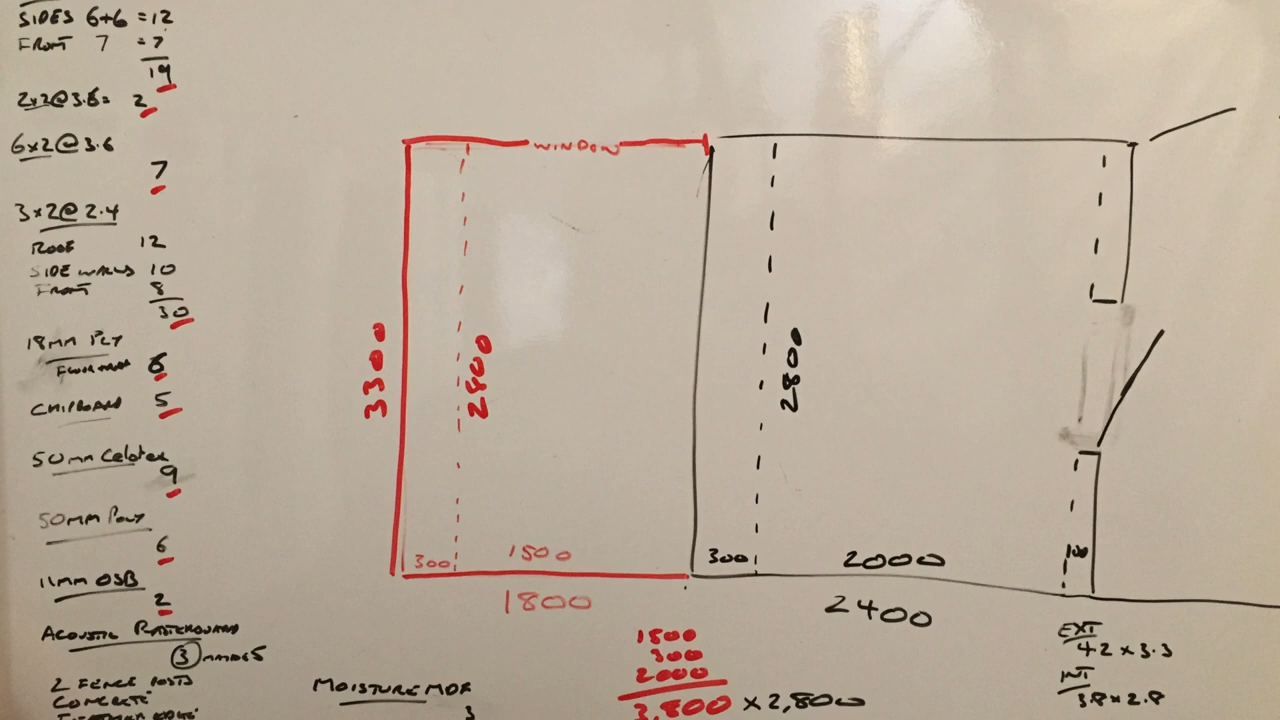 SIDES 6+6 = 12
FRONT 7 = 7
19
2x2@3.6= 2
6x2@3.6
7
3x2@2.4
ROOF 12
SIDE WALLS 10
FRONT 8
30
18MM PLY
6
CHIPBOARD 5
50MM Celotex
9
50MM POLY
6
11MM OSB
2
ACOUSTIC PLASTERBOARD
3
2 FENCE POSTS
CONCRETE
MOISTURE MDF
3
WINDOW
3300
2800
2800
300
1500
300
2000
100
1800
2400
1500
300
2000
3,800 x 2,800
EXT
4.2 x 3.3
INT
3.8 x 2.8